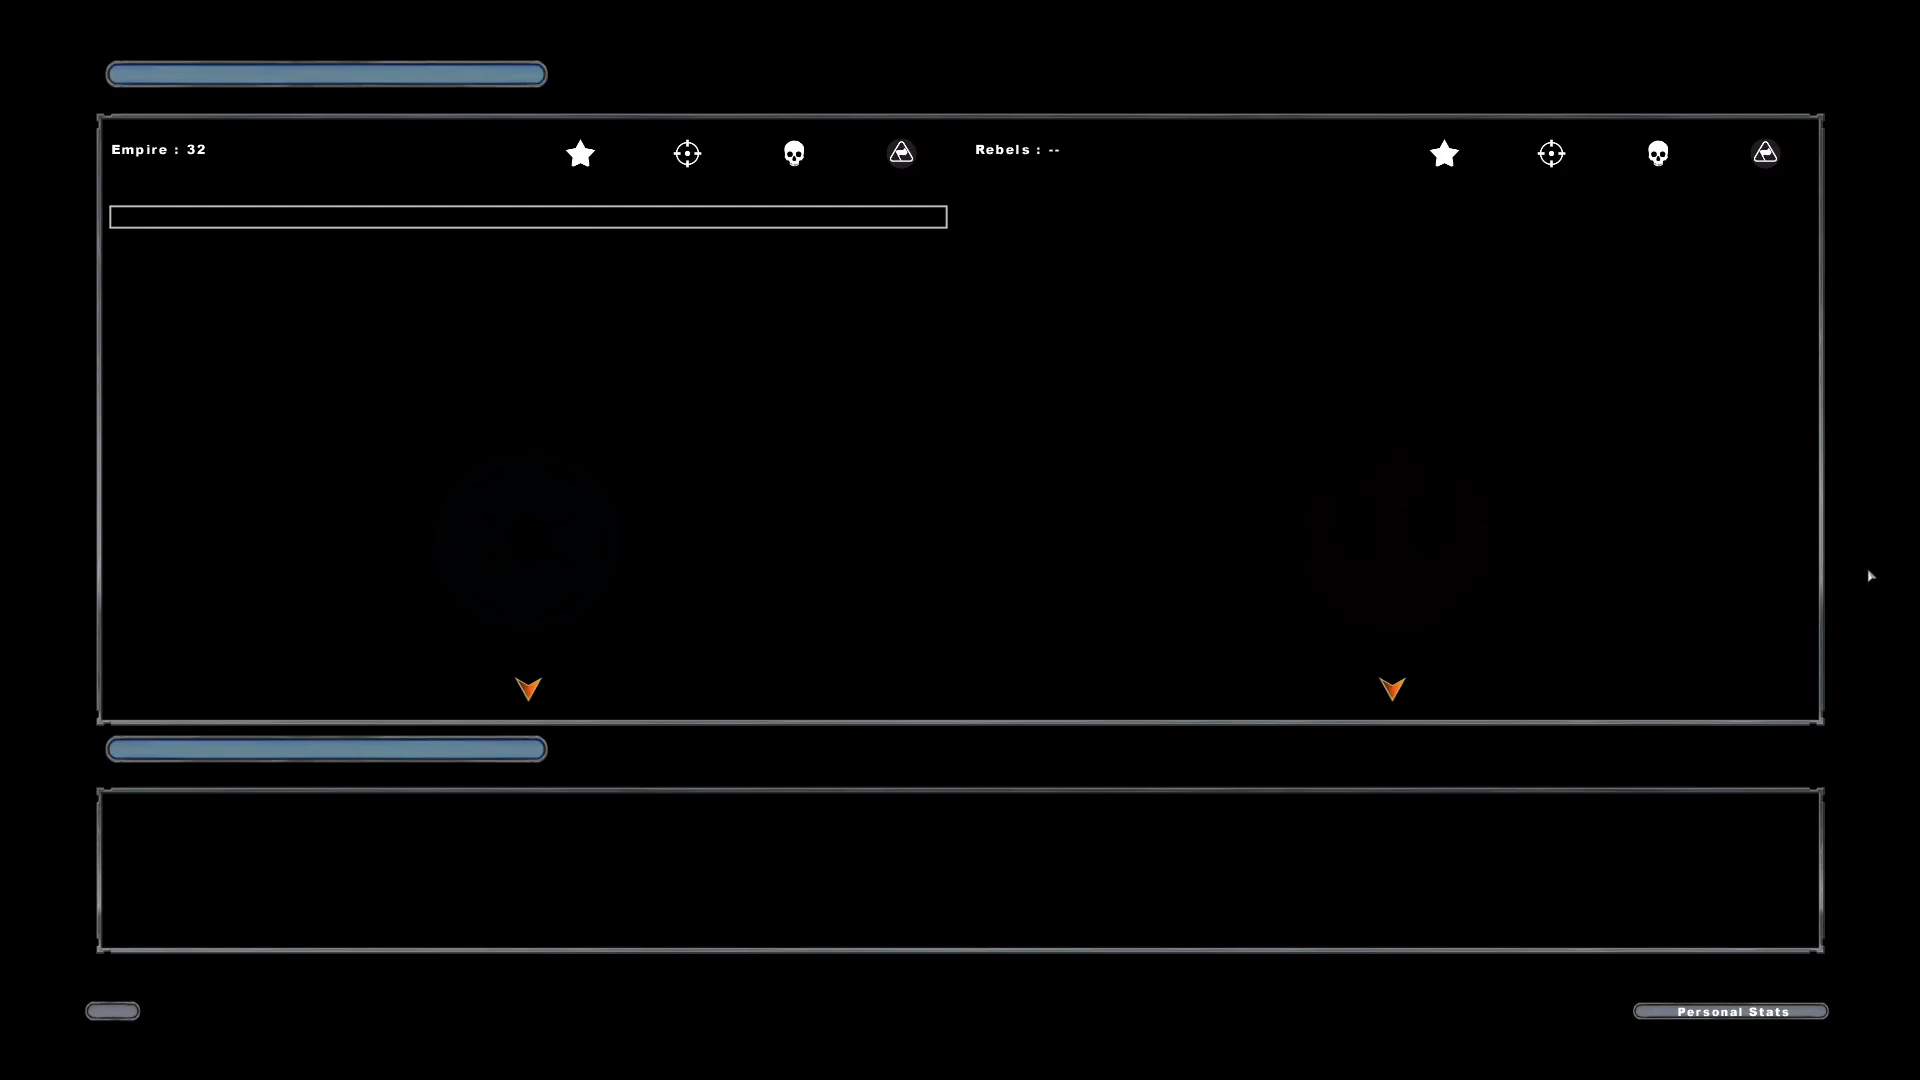 Empire : 32
Rebels : --
Personal Stats